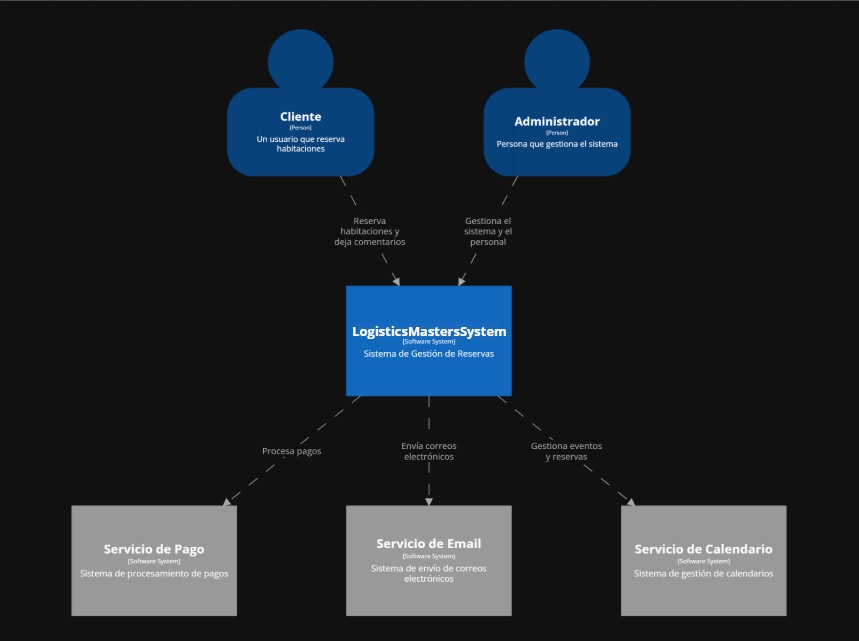 Cliente
[Person]
Un usuario que reserva
habitaciones
Administrador
[Person]
Persona que gestiona el sistema
Reserva
habitaciones y
deja comentarios
Gestiona el
sistema y el
personal
LogisticsMastersSystem
[Software System]
Sistema de Gestión de Reservas
Procesa pagos
Envía correos
electrónicos
Gestiona eventos
y reservas
Servicio de Pago
[Software System]
Sistema de procesamiento de pagos
Servicio de Email
[Software System]
Sistema de envío de correos
electrónicos
Servicio de Calendario
[Software System]
Sistema de gestión de calendarios